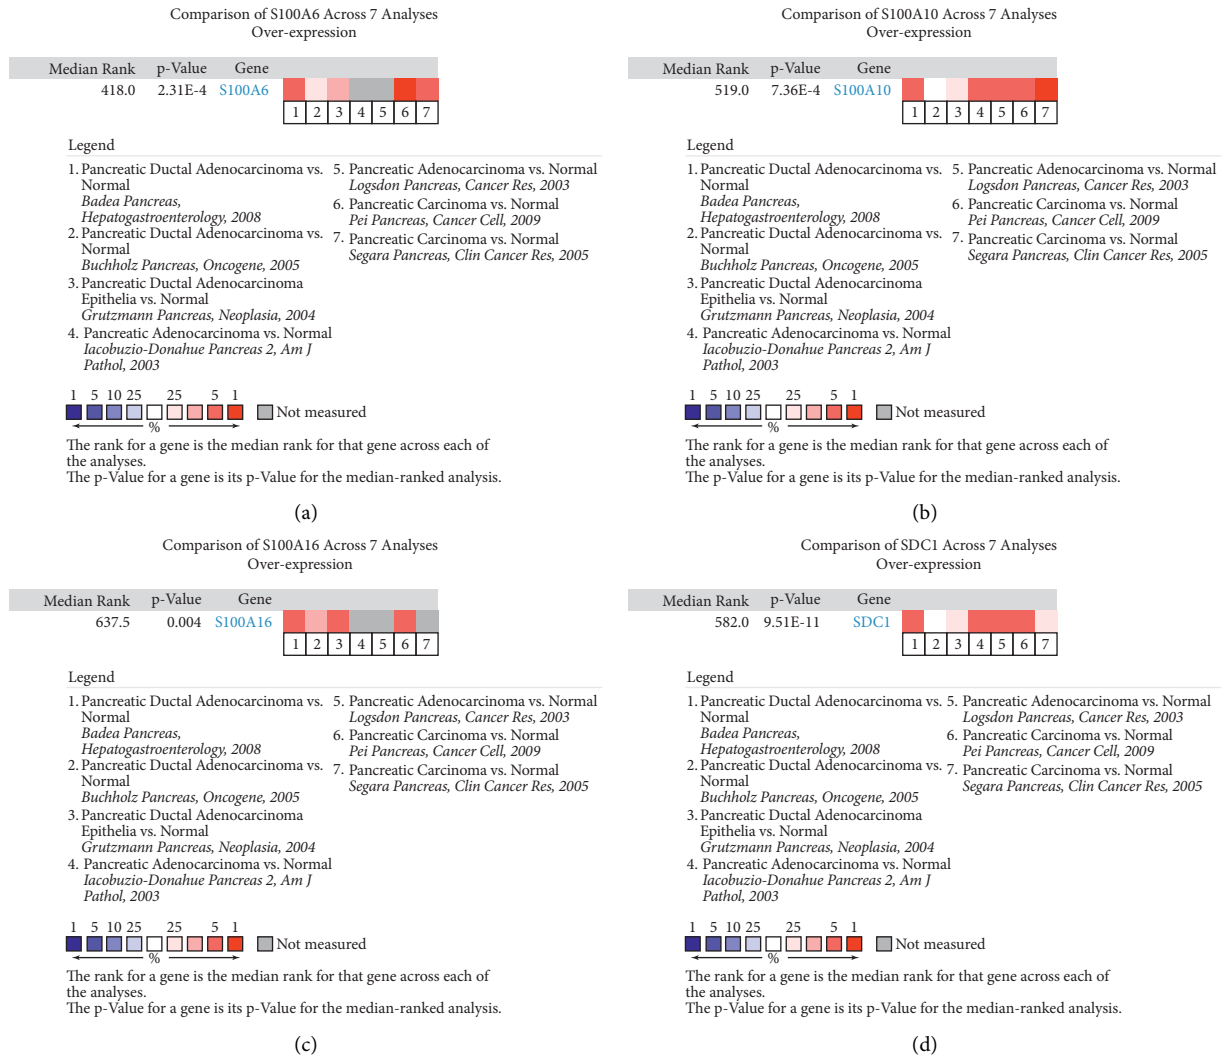 Comparison of S100A6 Across 7 Analyses
Over-expression
Median Rank p-Value Gene
418.0 2.31E-4 S100A6
1 2 3 4 5 6 7
Legend
1. Pancreatic Ductal Adenocarcinoma vs.
Normal
Badea Pancreas,
Hepatogastroenterology, 2008
2. Pancreatic Ductal Adenocarcinoma vs.
Normal
Buchholz Pancreas, Oncogene, 2005
3. Pancreatic Ductal Adenocarcinoma
Epithelia vs. Normal
Grutzmann Pancreas, Neoplasia, 2004
4. Pancreatic Adenocarcinoma vs. Normal
Iacobuzio-Donahue Pancreas 2, Am J
Pathol, 2003
5. Pancreatic Adenocarcinoma vs. Normal
Logsdon Pancreas, Cancer Res, 2003
6. Pancreatic Carcinoma vs. Normal
Pei Pancreas, Cancer Cell, 2009
7. Pancreatic Carcinoma vs. Normal
Segara Pancreas, Clin Cancer Res, 2005
1 5 10 25 25 5 1
Not measured
%
The rank for a gene is the median rank for that gene across each of
the analyses.
The p-Value for a gene is its p-Value for the median-ranked analysis.
(a)
Comparison of S100A10 Across 7 Analyses
Over-expression
Median Rank p-Value Gene
519.0 7.36E-4 S100A10
1 2 3 4 5 6 7
Legend
1. Pancreatic Ductal Adenocarcinoma vs.
Normal
Badea Pancreas,
Hepatogastroenterology, 2008
2. Pancreatic Ductal Adenocarcinoma vs.
Normal
Buchholz Pancreas, Oncogene, 2005
3. Pancreatic Ductal Adenocarcinoma
Epithelia vs. Normal
Grutzmann Pancreas, Neoplasia, 2004
4. Pancreatic Adenocarcinoma vs. Normal
Iacobuzio-Donahue Pancreas 2, Am J
Pathol, 2003
5. Pancreatic Adenocarcinoma vs. Normal
Logsdon Pancreas, Cancer Res, 2003
6. Pancreatic Carcinoma vs. Normal
Pei Pancreas, Cancer Cell, 2009
7. Pancreatic Carcinoma vs. Normal
Segara Pancreas, Clin Cancer Res, 2005
1 5 10 25 25 5 1
Not measured
%
The rank for a gene is the median rank for that gene across each of
the analyses.
The p-Value for a gene is its p-Value for the median-ranked analysis.
(b)
Comparison of S100A16 Across 7 Analyses
Over-expression
Median Rank p-Value Gene
637.5 0.004 S100A16
1 2 3 4 5 6 7
Legend
1. Pancreatic Ductal Adenocarcinoma vs.
Normal
Badea Pancreas,
Hepatogastroenterology, 2008
2. Pancreatic Ductal Adenocarcinoma vs.
Normal
Buchholz Pancreas, Oncogene, 2005
3. Pancreatic Ductal Adenocarcinoma
Epithelia vs. Normal
Grutzmann Pancreas, Neoplasia, 2004
4. Pancreatic Adenocarcinoma vs. Normal
Iacobuzio-Donahue Pancreas 2, Am J
Pathol, 2003
5. Pancreatic Adenocarcinoma vs. Normal
Logsdon Pancreas, Cancer Res, 2003
6. Pancreatic Carcinoma vs. Normal
Pei Pancreas, Cancer Cell, 2009
7. Pancreatic Carcinoma vs. Normal
Segara Pancreas, Clin Cancer Res, 2005
1 5 10 25 25 5 1
Not measured
%
The rank for a gene is the median rank for that gene across each of
the analyses.
The p-Value for a gene is its p-Value for the median-ranked analysis.
(c)
Comparison of SDC1 Across 7 Analyses
Over-expression
Median Rank p-Value Gene
582.0 9.51E-11 SDC1
1 2 3 4 5 6 7
Legend
1. Pancreatic Ductal Adenocarcinoma vs.
Normal
Badea Pancreas,
Hepatogastroenterology, 2008
2. Pancreatic Ductal Adenocarcinoma vs.
Normal
Buchholz Pancreas, Oncogene, 2005
3. Pancreatic Ductal Adenocarcinoma
Epithelia vs. Normal
Grutzmann Pancreas, Neoplasia, 2004
4. Pancreatic Adenocarcinoma vs. Normal
Iacobuzio-Donahue Pancreas 2, Am J
Pathol, 2003
5. Pancreatic Adenocarcinoma vs. Normal
Logsdon Pancreas, Cancer Res, 2003
6. Pancreatic Carcinoma vs. Normal
Pei Pancreas, Cancer Cell, 2009
7. Pancreatic Carcinoma vs. Normal
Segara Pancreas, Clin Cancer Res, 2005
1 5 10 25 25 5 1
Not measured
%
The rank for a gene is the median rank for that gene across each of
the analyses.
The p-Value for a gene is its p-Value for the median-ranked analysis.
(d)